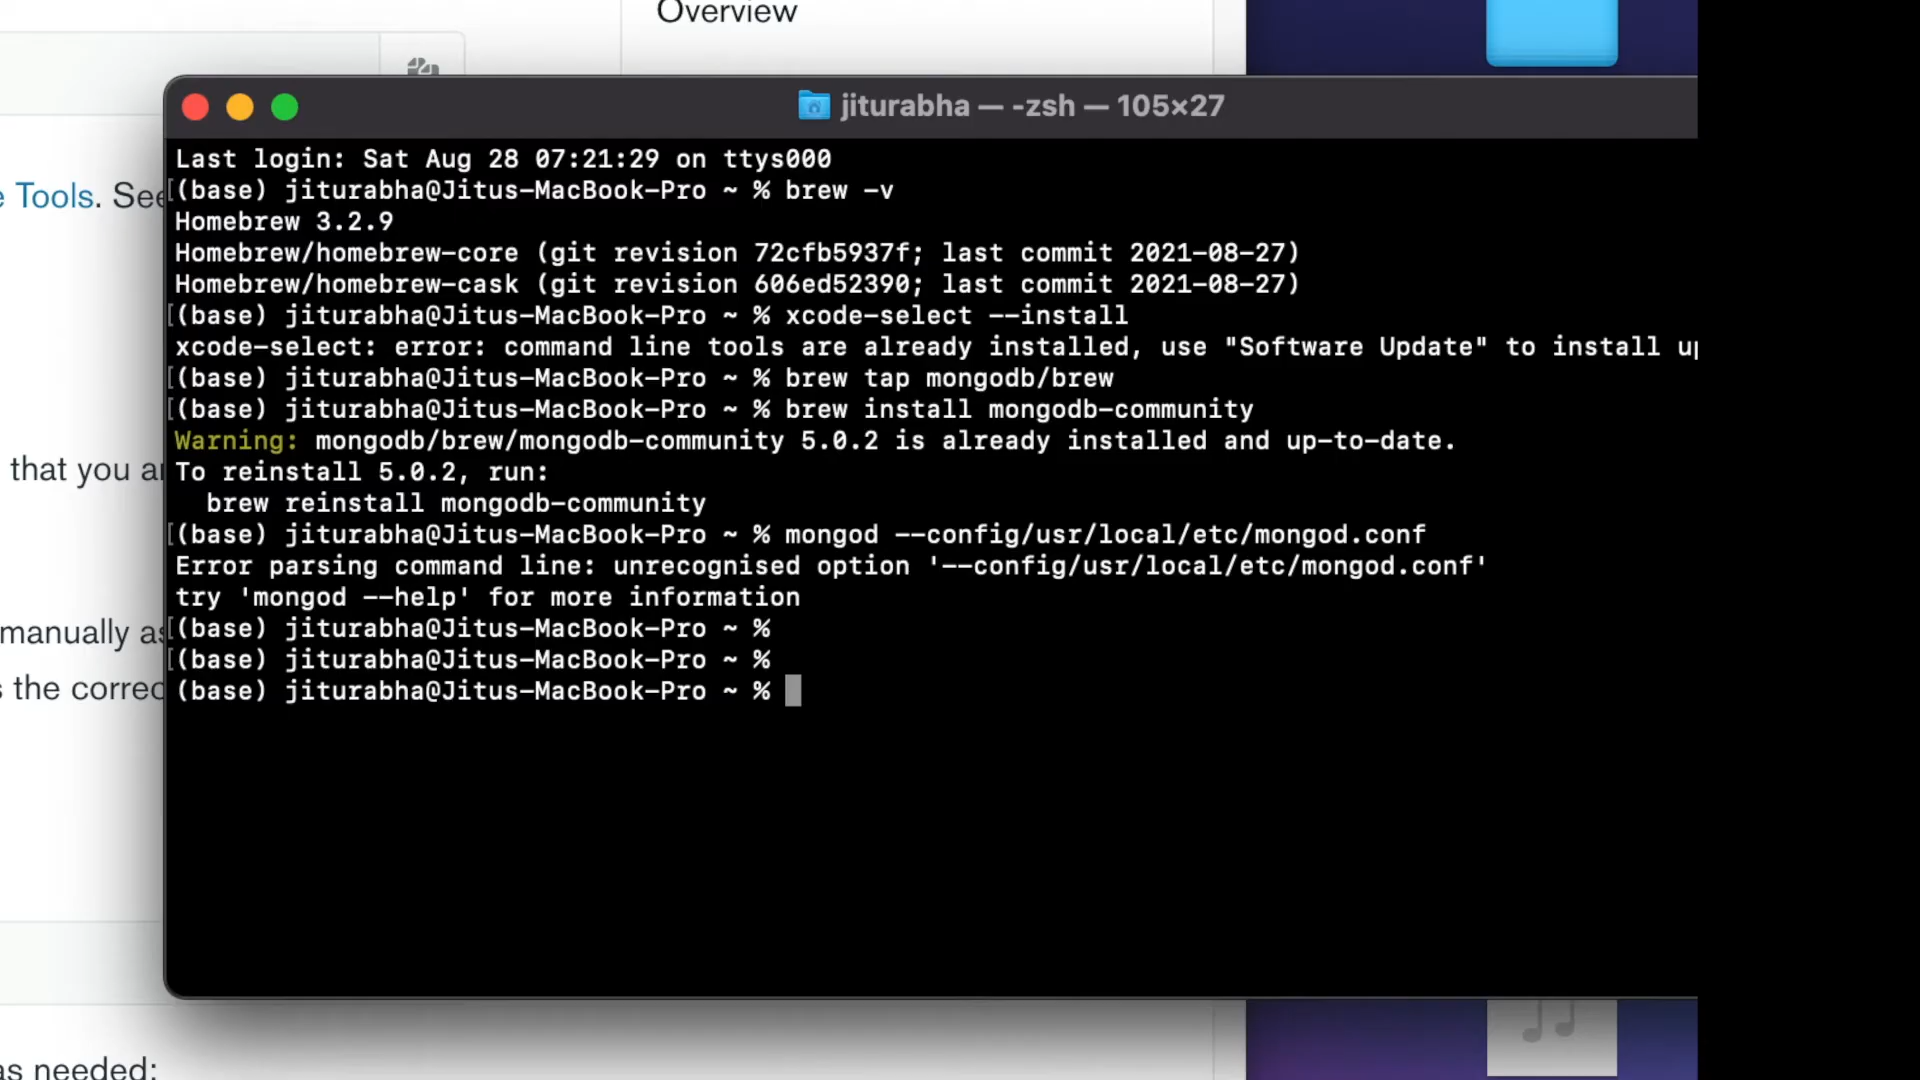 Overview
jiturabha — -zsh — 105×27
Last login: Sat Aug 28 07:21:29 on ttys000
(base) jiturabha@Jitus-MacBook-Pro ~ % brew -v
Homebrew 3.2.9
Homebrew/homebrew-core (git revision 72cfb5937f; last commit 2021-08-27)
Homebrew/homebrew-cask (git revision 606ed52390; last commit 2021-08-27)
(base) jiturabha@Jitus-MacBook-Pro ~ % xcode-select --install
xcode-select: error: command line tools are already installed, use "Software Update" to install
(base) jiturabha@Jitus-MacBook-Pro ~ % brew tap mongodb/brew
(base) jiturabha@Jitus-MacBook-Pro ~ % brew install mongodb-community
Warning: mongodb/brew/mongodb-community 5.0.2 is already installed and up-to-date.
To reinstall 5.0.2, run:
brew reinstall mongodb-community
(base) jiturabha@Jitus-MacBook-Pro ~ % mongod --config/usr/local/etc/mongod.conf
Error parsing command line: unrecognised option '--config/usr/local/etc/mongod.conf'
try 'mongod --help' for more information
(base) jiturabha@Jitus-MacBook-Pro ~ %
(base) jiturabha@Jitus-MacBook-Pro ~ %
(base) jiturabha@Jitus-MacBook-Pro ~ %
Tools. See
that you
manually as
the correc
as needed: